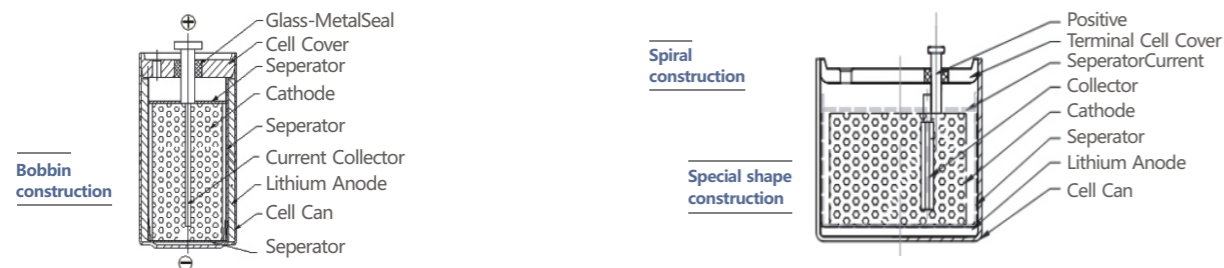 Glass-MetalSeal
Cell Cover
Seperator
Cathode
Seperator
Current Collector
Lithium Anode
Cell Can
Seperator
Bobbin
construction
Spiral
construction
Special shape
construction
Positive
Terminal Cell Cover
SeperatorCurrent
Collector
Cathode
Seperator
Lithium Anode
Cell Can